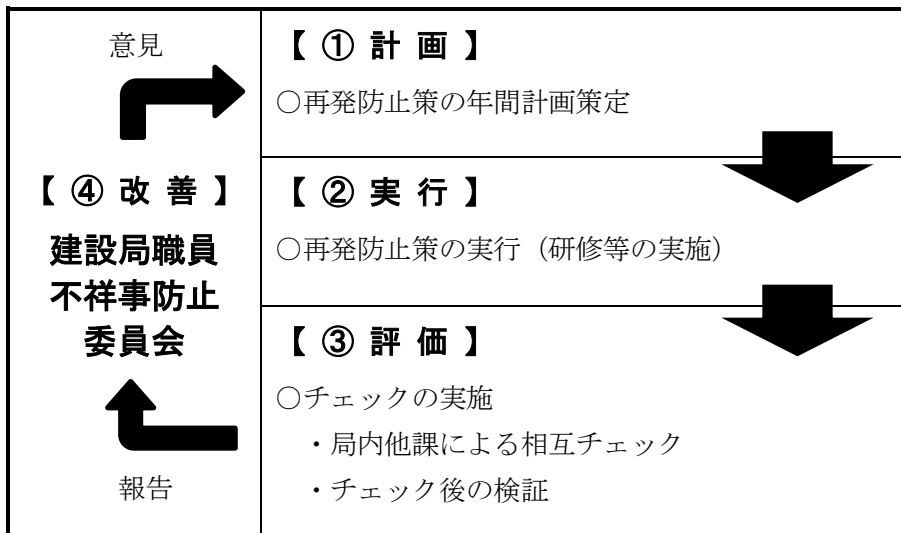 意見
【 ④ 改 善 】
建設局職員
不祥事防止
委員会
報告
【 ① 計 画 】
○再発防止策の年間計画策定
【 ② 実 行 】
○再発防止策の実行（研修等の実施）
【 ③ 評 価 】
○チェックの実施
・局内他課による相互チェック
・チェック後の検証